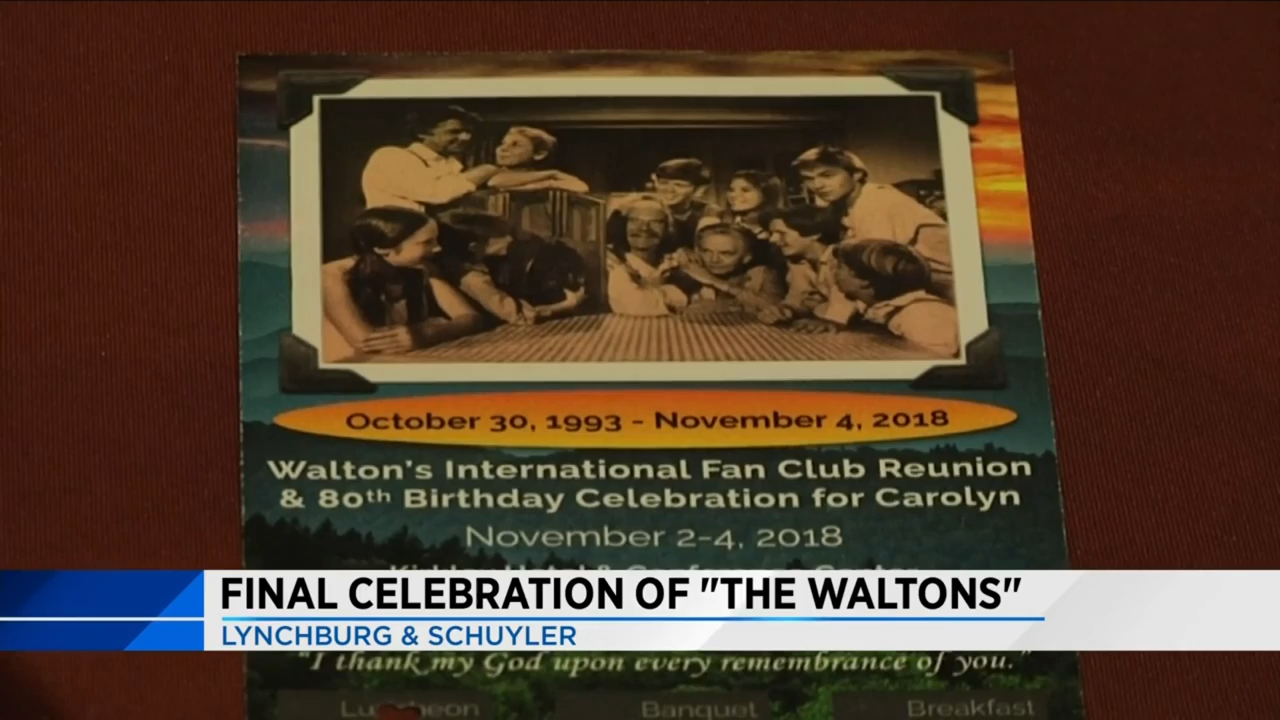 October 30, 1993 - November 4, 2018
Walton's International Fan Club Reunion
& 80th Birthday Celebration for Carolyn
November 2-4, 2018
FINAL CELEBRATION OF "THE WALTONS"
LYNCHBURG & SCHUYLER
"I thank my God upon every remembrance of you."
Luncheon Banquet Breakfast